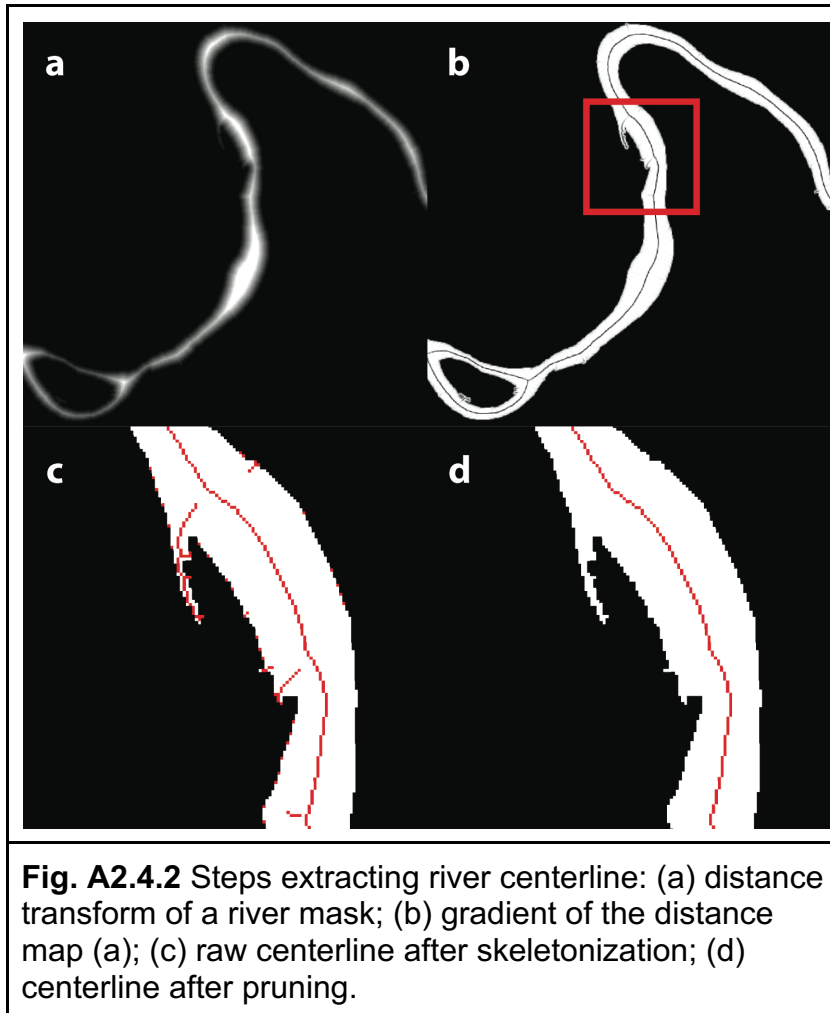 a
b
c
d
Fig. A2.4.2 Steps extracting river centerline: (a) distance
transform of a river mask; (b) gradient of the distance
map (a); (c) raw centerline after skeletonization; (d)
centerline after pruning.